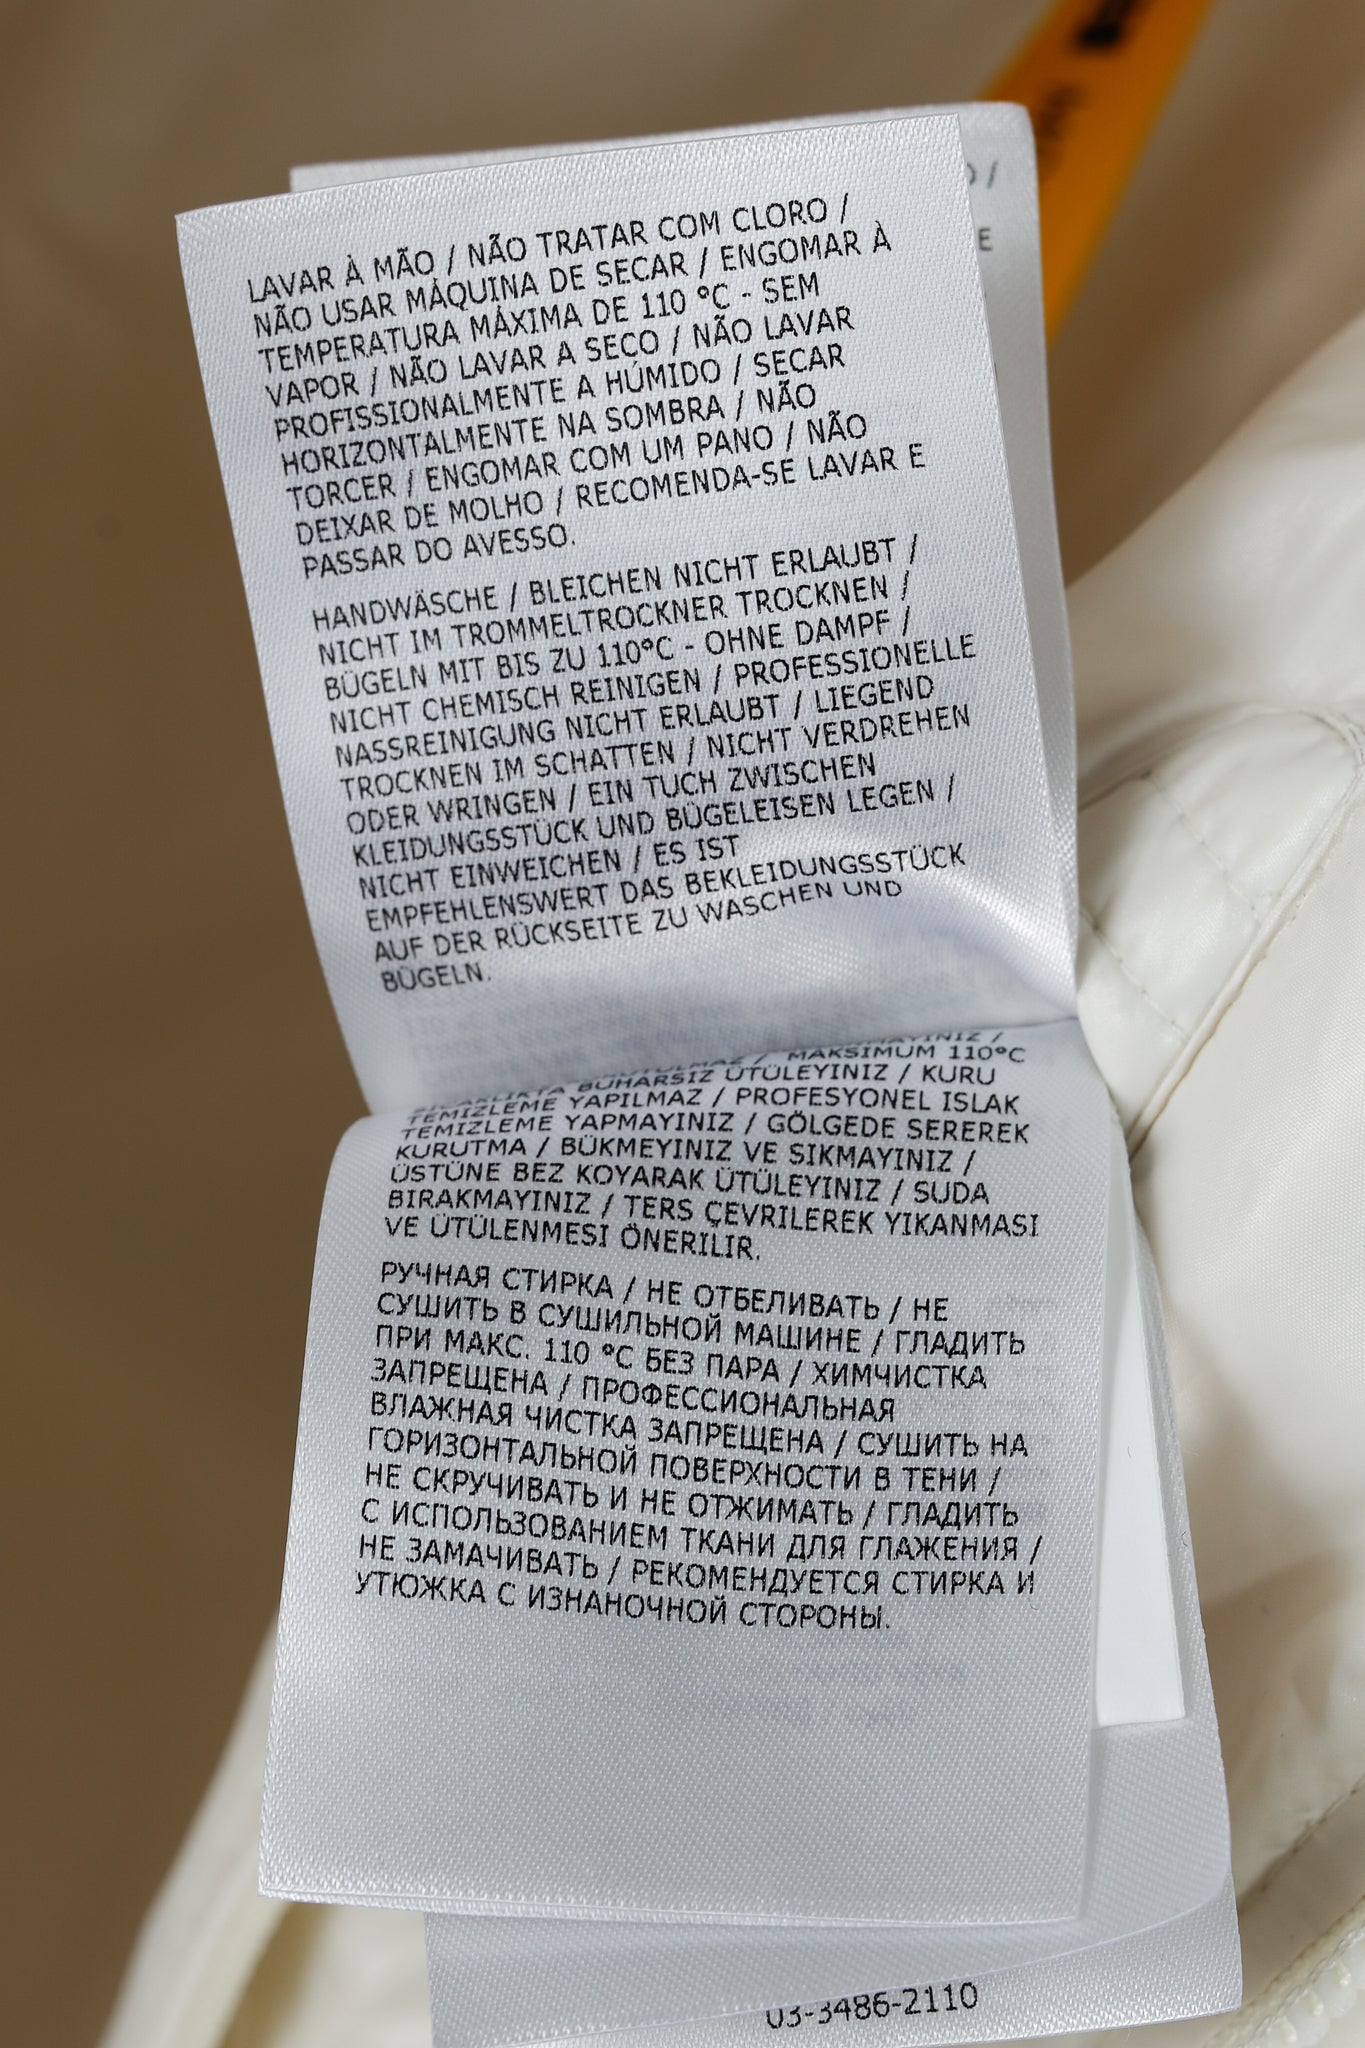 LAVAR À MÃO / NÃO TRATAR COM CLORO /
NÃO USAR MÁQUINA DE SECAR / ENGOMAR À
TEMPERATURA MÁXIMA DE 110 °C - SEM
VAPOR / NÃO LAVAR A SECO / NÃO LAVAR
PROFISSIONALMENTE A HÚMIDO / SECAR
HORIZONTALMENTE NA SOMBRA / NÃO
TORCER / ENGOMAR COM UM PANO / NÃO
DEIXAR DE MOLHO / RECOMENDA-SE LAVAR E
PASSAR DO AVESSO.
HANDWÄSCHE / BLEICHEN NICHT ERLAUBT /
NICHT IM TROMMELTROCKNER TROCKNEN /
BÜGELN MIT BIS ZU 110°C - OHNE DAMPF /
NICHT CHEMISCH REINIGEN / PROFESSIONELLE
NASSREINIGUNG NICHT ERLAUBT / LIEGEND
TROCKNEN IM SCHATTEN / NICHT VERDREHEN
ODER WRINGEN / EIN TUCH ZWISCHEN
KLEIDUNGSSTÜCK UND BÜGELEISEN LEGEN /
NICHT EINWEICHEN / ES IST
EMPFEHLENSWERT DAS BEKLEIDUNGSSTÜCK
AUF DER RÜCKSEITE ZU WASCHEN UND
BÜGELN.
/ MAKSIMUM 110°C
BUHARSIZ ÜTÜLEYINIZ / KURU
TEMIZLEME YAPILMAZ / PROFESYONEL ISLAK
TEMIZLEME YAPMAYINIZ / GÖLGEDE SEREREK
KURUTMA / BÜKMEYINIZ VE SIKMAYINIZ /
ÜSTÜNE BEZ KOYARAK ÜTÜLEYINIZ / SUDA
BIRAKMAYINIZ / TERS ÇEVRILEREK YIKANMASI
VE ÜTÜLENMESI ÖNERILIR.
РУЧНАЯ СТИРКА / НЕ ОТБЕЛИВАТЬ / НЕ
СУШИТЬ В СУШИЛЬНОЙ МАШИНЕ / ГЛАДИТЬ
ПРИ МАКС. 110 °C БЕЗ ПАРА / ХИМЧИСТКА
ЗАПРЕЩЕНА / ПРОФЕССИОНАЛЬНАЯ
ВЛАЖНАЯ ЧИСТКА ЗАПРЕЩЕНА / СУШИТЬ НА
ГОРИЗОНТАЛЬНОЙ ПОВЕРХНОСТИ В ТЕНИ /
НЕ СКРУЧИВАТЬ И НЕ ОТЖИМАТЬ / ГЛАДИТЬ
С ИСПОЛЬЗОВАНИЕМ ТКАНИ ДЛЯ ГЛАЖЕНИЯ /
НЕ ЗАМАЧИВАТЬ / РЕКОМЕНДУЕТСЯ СТИРКА И
УТЮЖКА С ИЗНАНОЧНОЙ СТОРОНЫ.
03-3486-2110